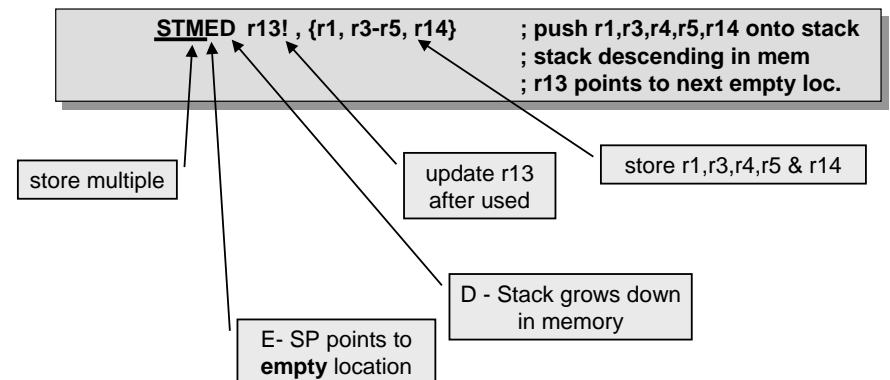 STMED r13! , {r1, r3-r5, r14} ; push r1,r3,r4,r5,r14 onto stack
; stack descending in mem
; r13 points to next empty loc.
store multiple
update r13
after used
store r1,r3,r4,r5 & r14
D - Stack grows down
in memory
E- SP points to
empty location